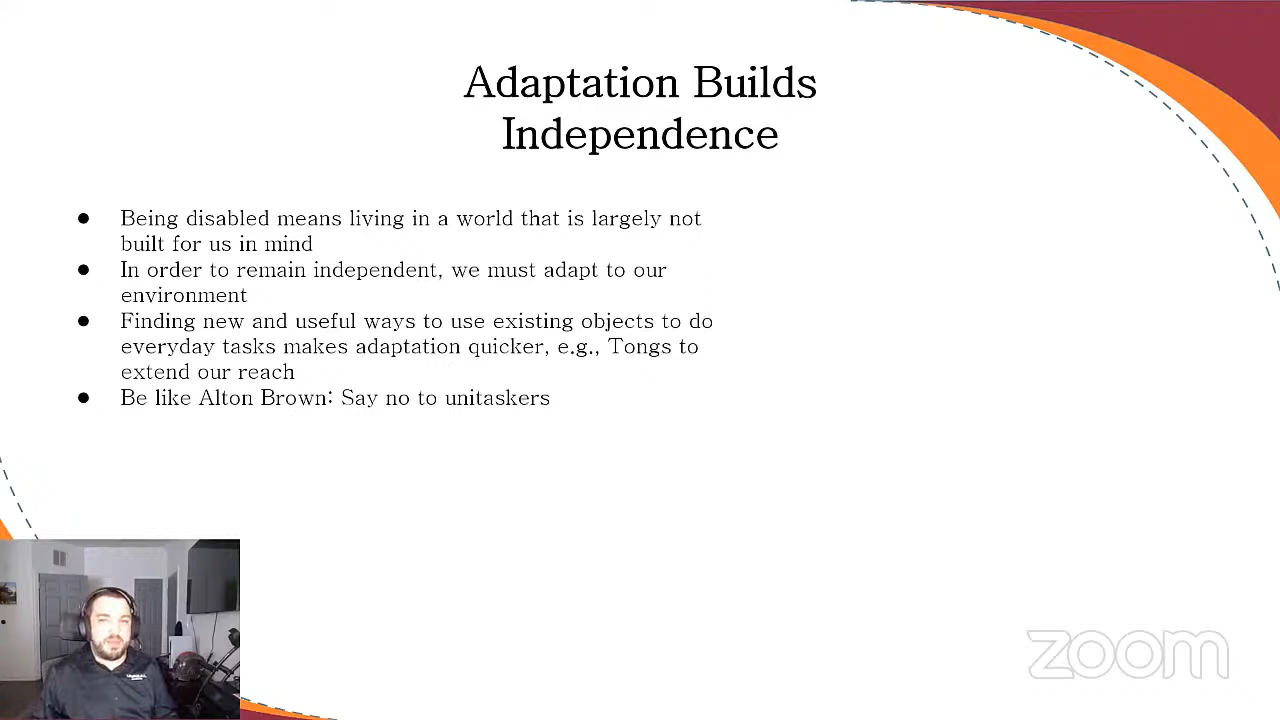 Adaptation Builds
Independence
● Being disabled means living in a world that is largely not
built for us in mind
● In order to remain independent, we must adapt to our
environment
● Finding new and useful ways to use existing objects to do
everyday tasks makes adaptation quicker, e.g., Tongs to
extend our reach
● Be like Alton Brown: Say no to unitaskers
zoom